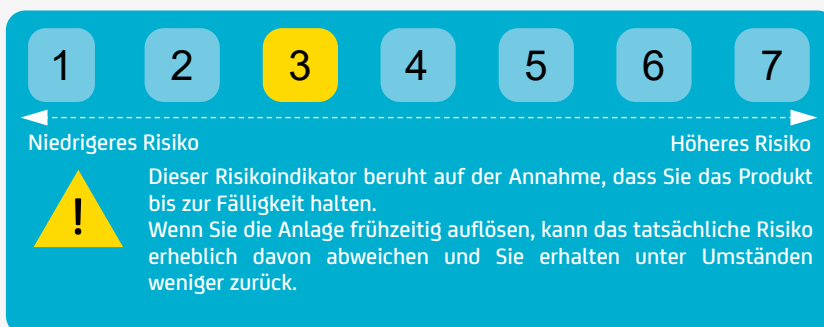 1 2 3 4 5 6 7
Niedrigeres Risiko Höheres Risiko
!
Dieser Risikoindikator beruht auf der Annahme, dass Sie das Produkt
bis zur Fälligkeit halten.
Wenn Sie die Anlage frühzeitig auflösen, kann das tatsächliche Risiko
erheblich davon abweichen und Sie erhalten unter Umständen
weniger zurück.